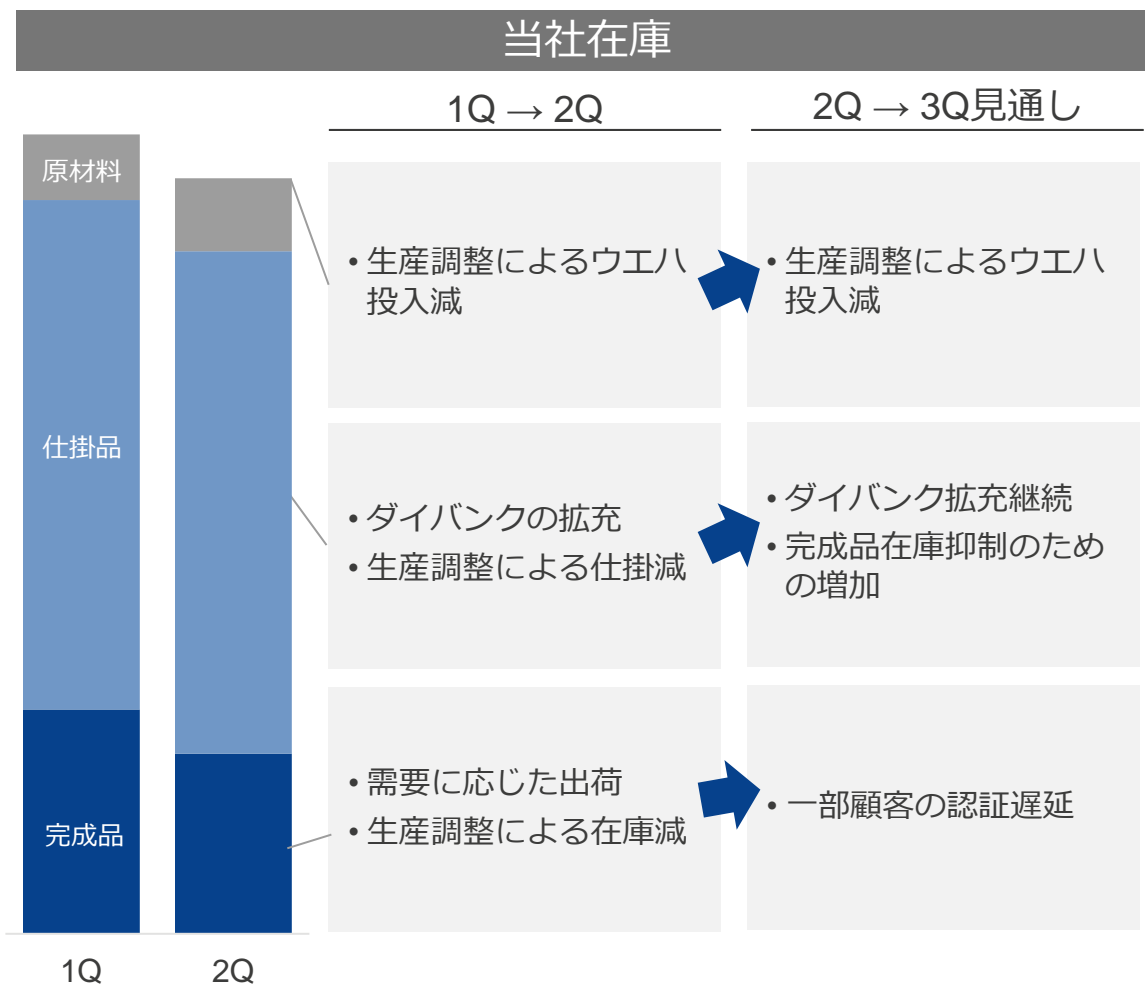 当社在庫
1Q → 2Q
2Q → 3Q見通し
原材料
仕掛品
完成品
1Q
2Q
• 生産調整によるウエハ
投入減
• 生産調整によるウエハ
投入減
• ダイバンクの拡充
• 生産調整による仕掛減
• ダイバンク拡充継続
• 完成品在庫抑制のため
の増加
• 需要に応じた出荷
• 生産調整による在庫減
• 一部顧客の認証遅延